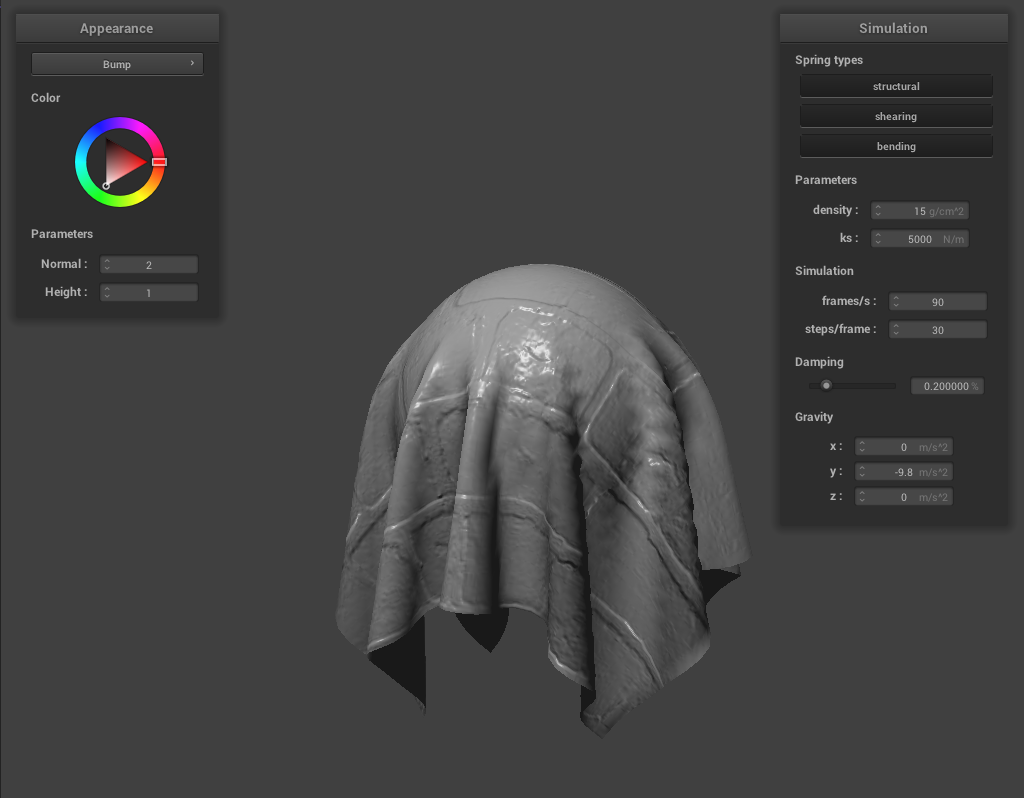 Appearance
Bump
Color
Parameters
Normal : 2
Height : 1
Simulation
Spring types
structural
shearing
bending
Parameters
density : 15 g/cm^2
ks : 5000 N/m
Simulation
frames/s : 90
steps/frame : 30
Damping
0.200000 %
Gravity
x : 0 m/s^2
y : -9.8 m/s^2
z : 0 m/s^2